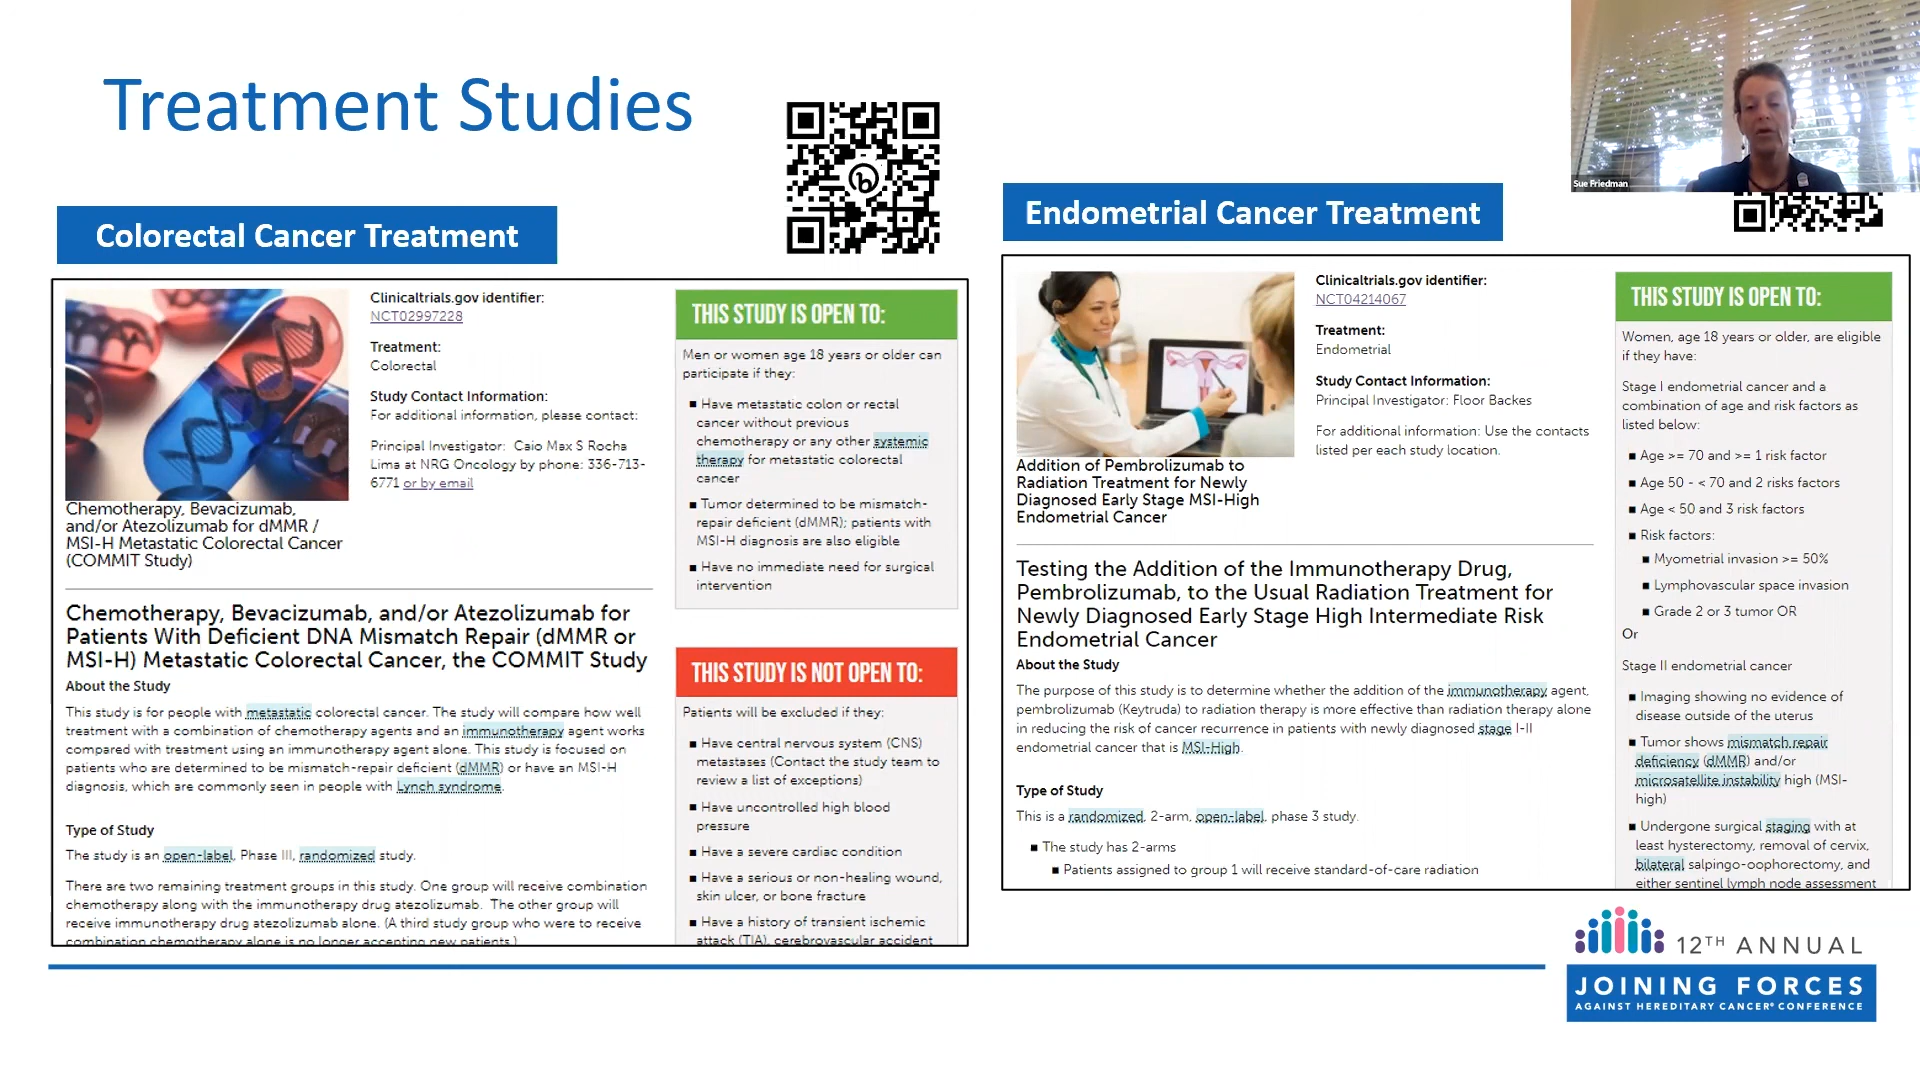 Treatment Studies
Sue Friedman
Colorectal Cancer Treatment
Clinicaltrials.gov identifier:
NCT02997228
Treatment:
Colorectal
Study Contact Information:
For additional information, please contact:
Principal Investigator: Caio Max S Rocha
Lima at NRG Oncology by phone: 336-713-
6771 or by email
Chemotherapy, Bevacizumab,
and/or Atezolizumab for dMMR /
MSI-H Metastatic Colorectal Cancer
(COMMIT Study)
Chemotherapy, Bevacizumab, and/or Atezolizumab for
Patients With Deficient DNA Mismatch Repair (dMMR or
MSI-H) Metastatic Colorectal Cancer, the COMMIT Study
About the Study
This study is for people with metastatic colorectal cancer. The study will compare how well
treatment with a combination of chemotherapy agents and an immunotherapy agent works
compared with treatment using an immunotherapy agent alone. This study is focused on
patients who are determined to be mismatch-repair deficient (dMMR) or have an MSI-H
diagnosis, which are commonly seen in people with Lynch syndrome.
Type of Study
The study is an open-label, Phase III, randomized study.
There are two remaining treatment groups in this study. One group will receive combination
chemotherapy along with the immunotherapy drug atezolizumab. The other group will
receive immunotherapy drug atezolizumab alone. (A third study group who were to receive
combination chemotherapy alone is no longer accepting new patients.)
THIS STUDY IS OPEN TO:
Men or women age 18 years or older can
participate if they:
■ Have metastatic colon or rectal
cancer without previous
chemotherapy or any other systemic
therapy for metastatic colorectal
cancer
■ Tumor determined to be mismatch-
repair deficient (dMMR); patients with
MSI-H diagnosis are also eligible
■ Have no immediate need for surgical
intervention
THIS STUDY IS NOT OPEN TO:
Patients will be excluded if they:
■ Have central nervous system (CNS)
metastases (Contact the study team to
review a list of exceptions)
■ Have uncontrolled high blood
pressure
■ Have a severe cardiac condition
■ Have a serious or non-healing wound,
skin ulcer, or bone fracture
■ Have a history of transient ischemic
attack (TIA), cerebrovascular accident
Endometrial Cancer Treatment
Clinicaltrials.gov identifier:
NCT04214067
Treatment:
Endometrial
Study Contact Information:
Principal Investigator: Floor Backes
For additional information: Use the contacts
listed per each study location.
Addition of Pembrolizumab to
Radiation Treatment for Newly
Diagnosed Early Stage MSI-High
Endometrial Cancer
Testing the Addition of the Immunotherapy Drug,
Pembrolizumab, to the Usual Radiation Treatment for
Newly Diagnosed Early Stage High Intermediate Risk
Endometrial Cancer
About the Study
The purpose of this study is to determine whether the addition of the immunotherapy agent,
pembrolizumab (Keytruda) to radiation therapy is more effective than radiation therapy alone
in reducing the risk of cancer recurrence in patients with newly diagnosed stage I-II
endometrial cancer that is MSI-High.
Type of Study
This is a randomized, 2-arm, open-label, phase 3 study.
■ The study has 2-arms
■ Patients assigned to group 1 will receive standard-of-care radiation
THIS STUDY IS OPEN TO:
Women, age 18 years or older, are eligible
if they have:
Stage I endometrial cancer and a
combination of age and risk factors as
listed below:
■ Age >= 70 and >= 1 risk factor
■ Age 50 - < 70 and 2 risks factors
■ Age < 50 and 3 risk factors
■ Risk factors:
■ Myometrial invasion >= 50%
■ Lymphovascular space invasion
■ Grade 2 or 3 tumor OR
Or
Stage II endometrial cancer
■ Imaging showing no evidence of
disease outside of the uterus
■ Tumor shows mismatch repair
deficiency (dMMR) and/or
microsatellite instability high (MSI-
high)
■ Undergone surgical staging with at
least hysterectomy, removal of cervix,
bilateral salpingo-oophorectomy, and
either sentinel lymph node assessment
12TH ANNUAL
JOINING FORCES
AGAINST HEREDITARY CANCER® CONFERENCE